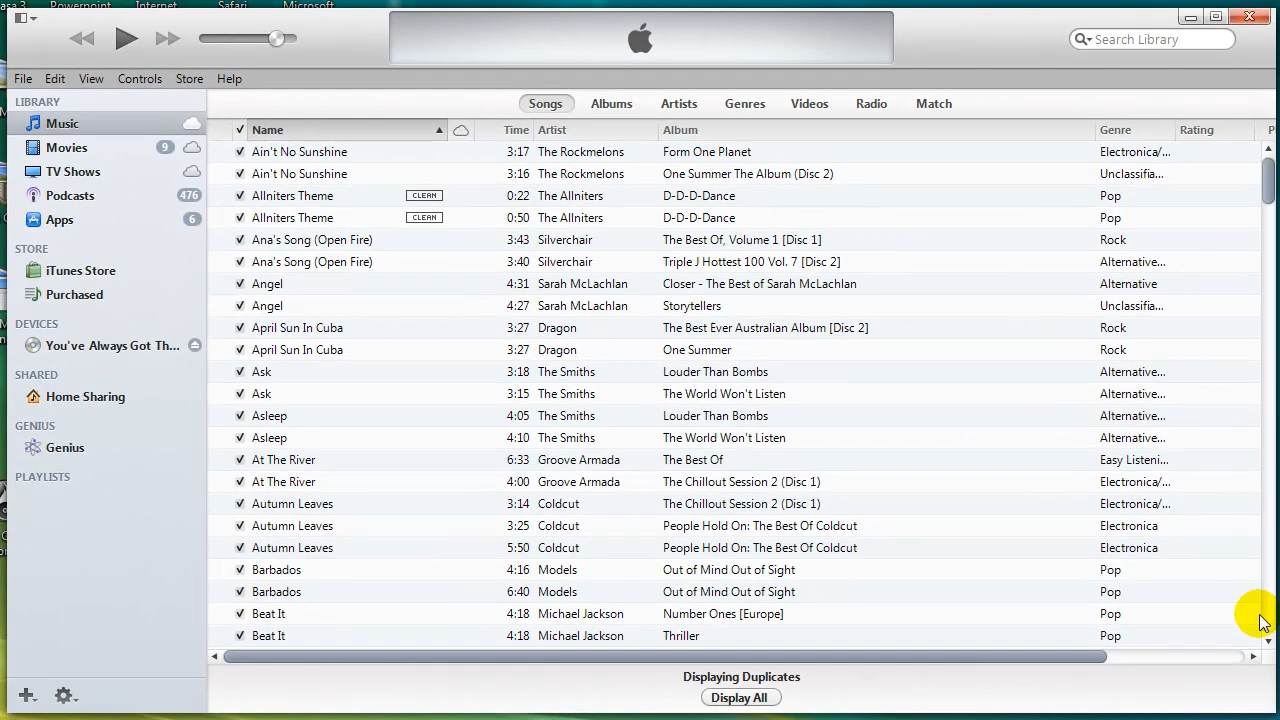 asa 3 Powerpoint Internet Safari Microsoft
Search Library
File Edit View Controls Store Help
LIBRARY
Music
Movies 9
TV Shows
Podcasts 476
Apps 6
STORE
iTunes Store
Purchased
DEVICES
You've Always Got Th...
SHARED
Home Sharing
GENIUS
Genius
PLAYLISTS
Songs Albums Artists Genres Videos Radio Match
Name Time Artist Album Genre Rating P
Ain't No Sunshine 3:17 The Rockmelons Form One Planet Electronica/...
Ain't No Sunshine 3:16 The Rockmelons One Summer The Album (Disc 2) Unclassifia...
Allniters Theme CLEAN 0:22 The Allniters D-D-D-Dance Pop
Allniters Theme CLEAN 0:50 The Allniters D-D-D-Dance Pop
Ana's Song (Open Fire) 3:43 Silverchair The Best Of, Volume 1 [Disc 1] Rock
Ana's Song (Open Fire) 3:40 Silverchair Triple J Hottest 100 Vol. 7 [Disc 2] Alternative...
Angel 4:31 Sarah McLachlan Closer - The Best of Sarah McLachlan Alternative
Angel 4:27 Sarah McLachlan Storytellers Unclassifia...
April Sun In Cuba 3:27 Dragon The Best Ever Australian Album [Disc 2] Rock
April Sun In Cuba 3:27 Dragon One Summer Rock
Ask 3:18 The Smiths Louder Than Bombs Alternative...
Ask 3:15 The Smiths The World Won't Listen Alternative...
Asleep 4:05 The Smiths Louder Than Bombs Alternative...
Asleep 4:10 The Smiths The World Won't Listen Alternative...
At The River 6:33 Groove Armada The Best Of Easy Listeni...
At The River 4:00 Groove Armada The Chillout Session 2 (Disc 1) Electronica/...
Autumn Leaves 3:14 Coldcut The Chillout Session 2 (Disc 1) Electronica/...
Autumn Leaves 3:25 Coldcut People Hold On: The Best Of Coldcut Electronica
Autumn Leaves 5:50 Coldcut People Hold On: The Best Of Coldcut Electronica
Barbados 4:16 Models Out of Mind Out of Sight Pop
Barbados 6:40 Models Out of Mind Out of Sight Pop
Beat It 4:18 Michael Jackson Number Ones [Europe] Pop
Beat It 4:18 Michael Jackson Thriller Pop
Displaying Duplicates
Display All